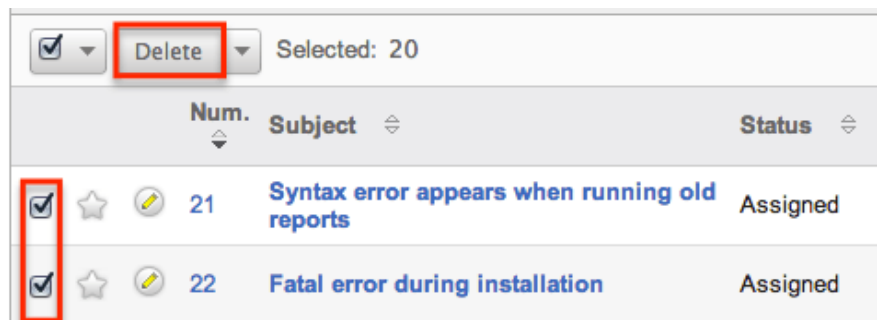 Delete Selected: 20
Num. Subject Status
21 Syntax error appears when running old
reports Assigned
22 Fatal error during installation Assigned